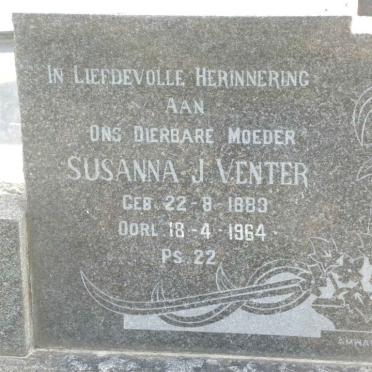 IN LIEFDEVOLLE HERINNERING
AAN
ONS DIERBARE MOEDER
SUSANNA J VENTER
GEB. 22-8-1883
OORL. 18-4-1964
PS. 22